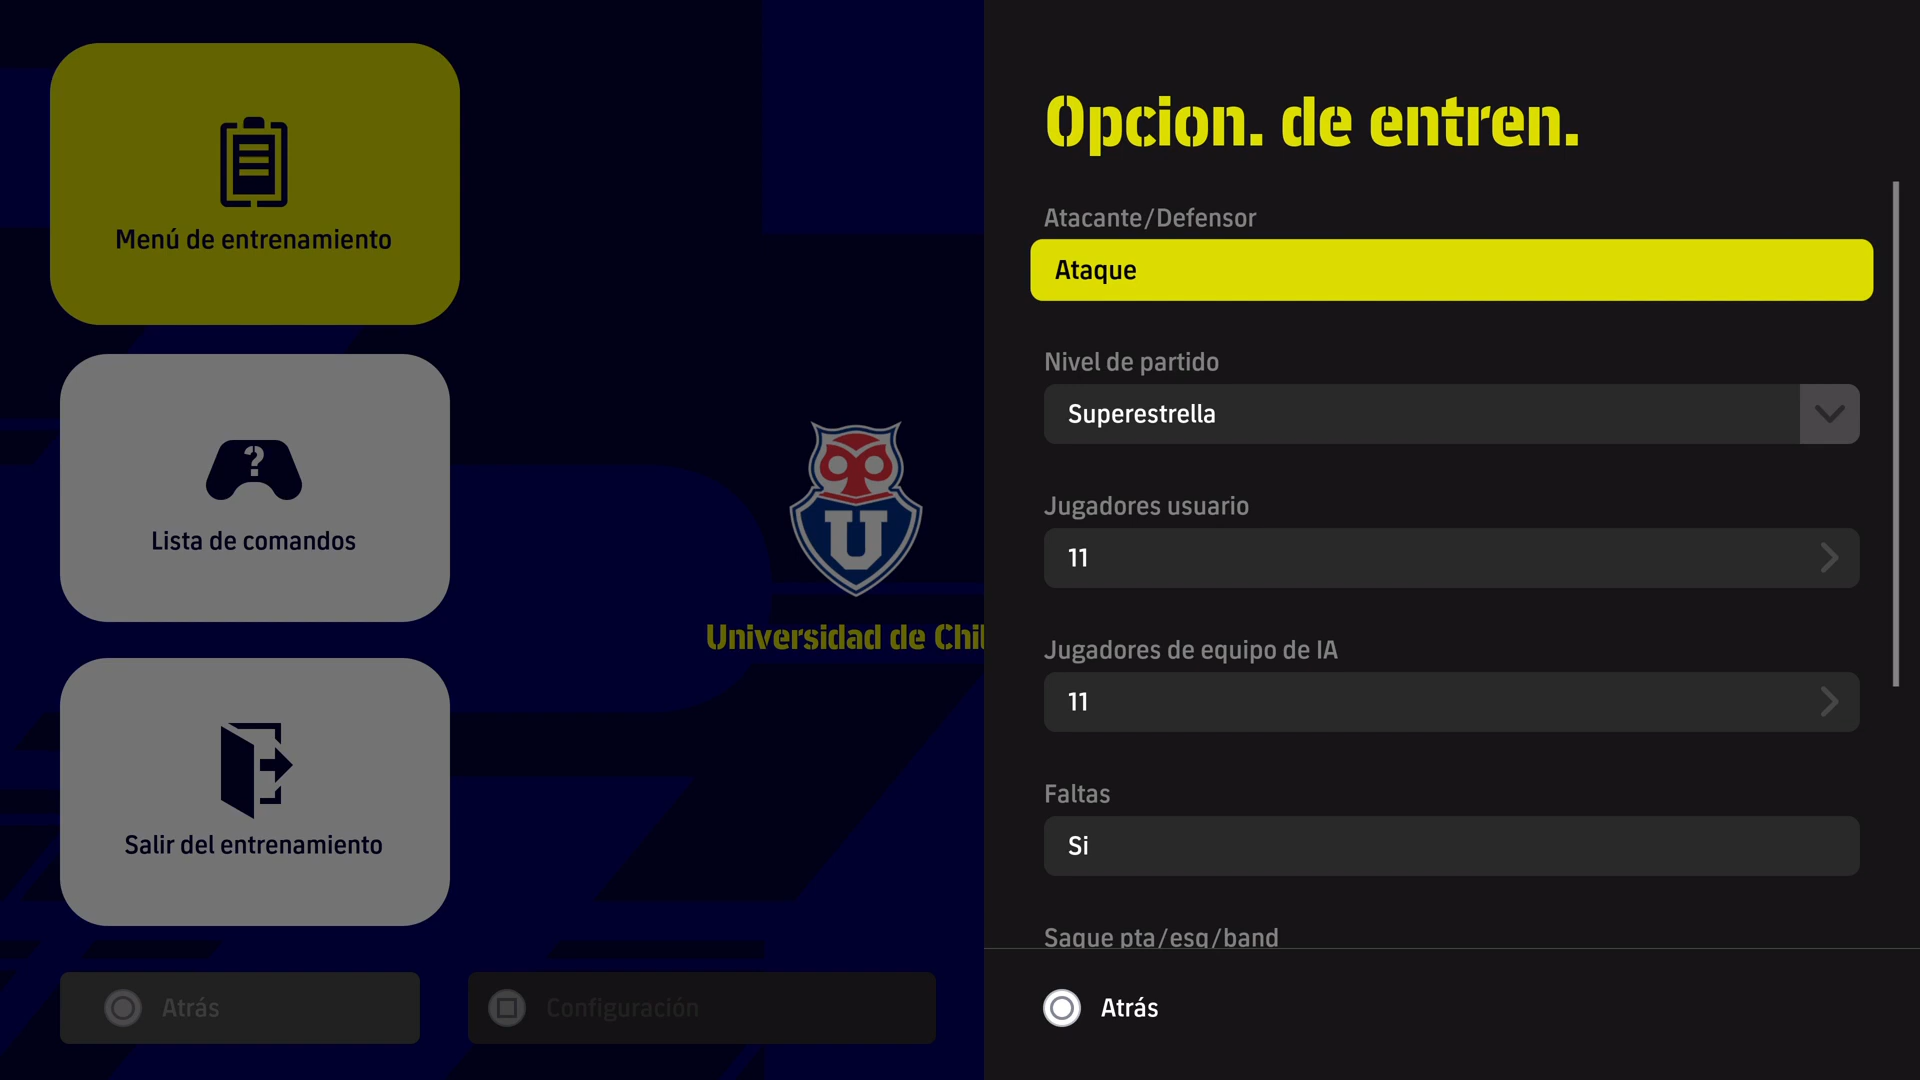 Menú de entrenamiento
?
Lista de comandos
Salir del entrenamiento
Atrás
Configuración
U
Universidad de Chil
Opcion. de entren.
Atacante/Defensor
Ataque
Nivel de partido
Superestrella
Jugadores usuario
11
Jugadores de equipo de IA
11
Faltas
Si
Saque pta/esq/band
Atrás